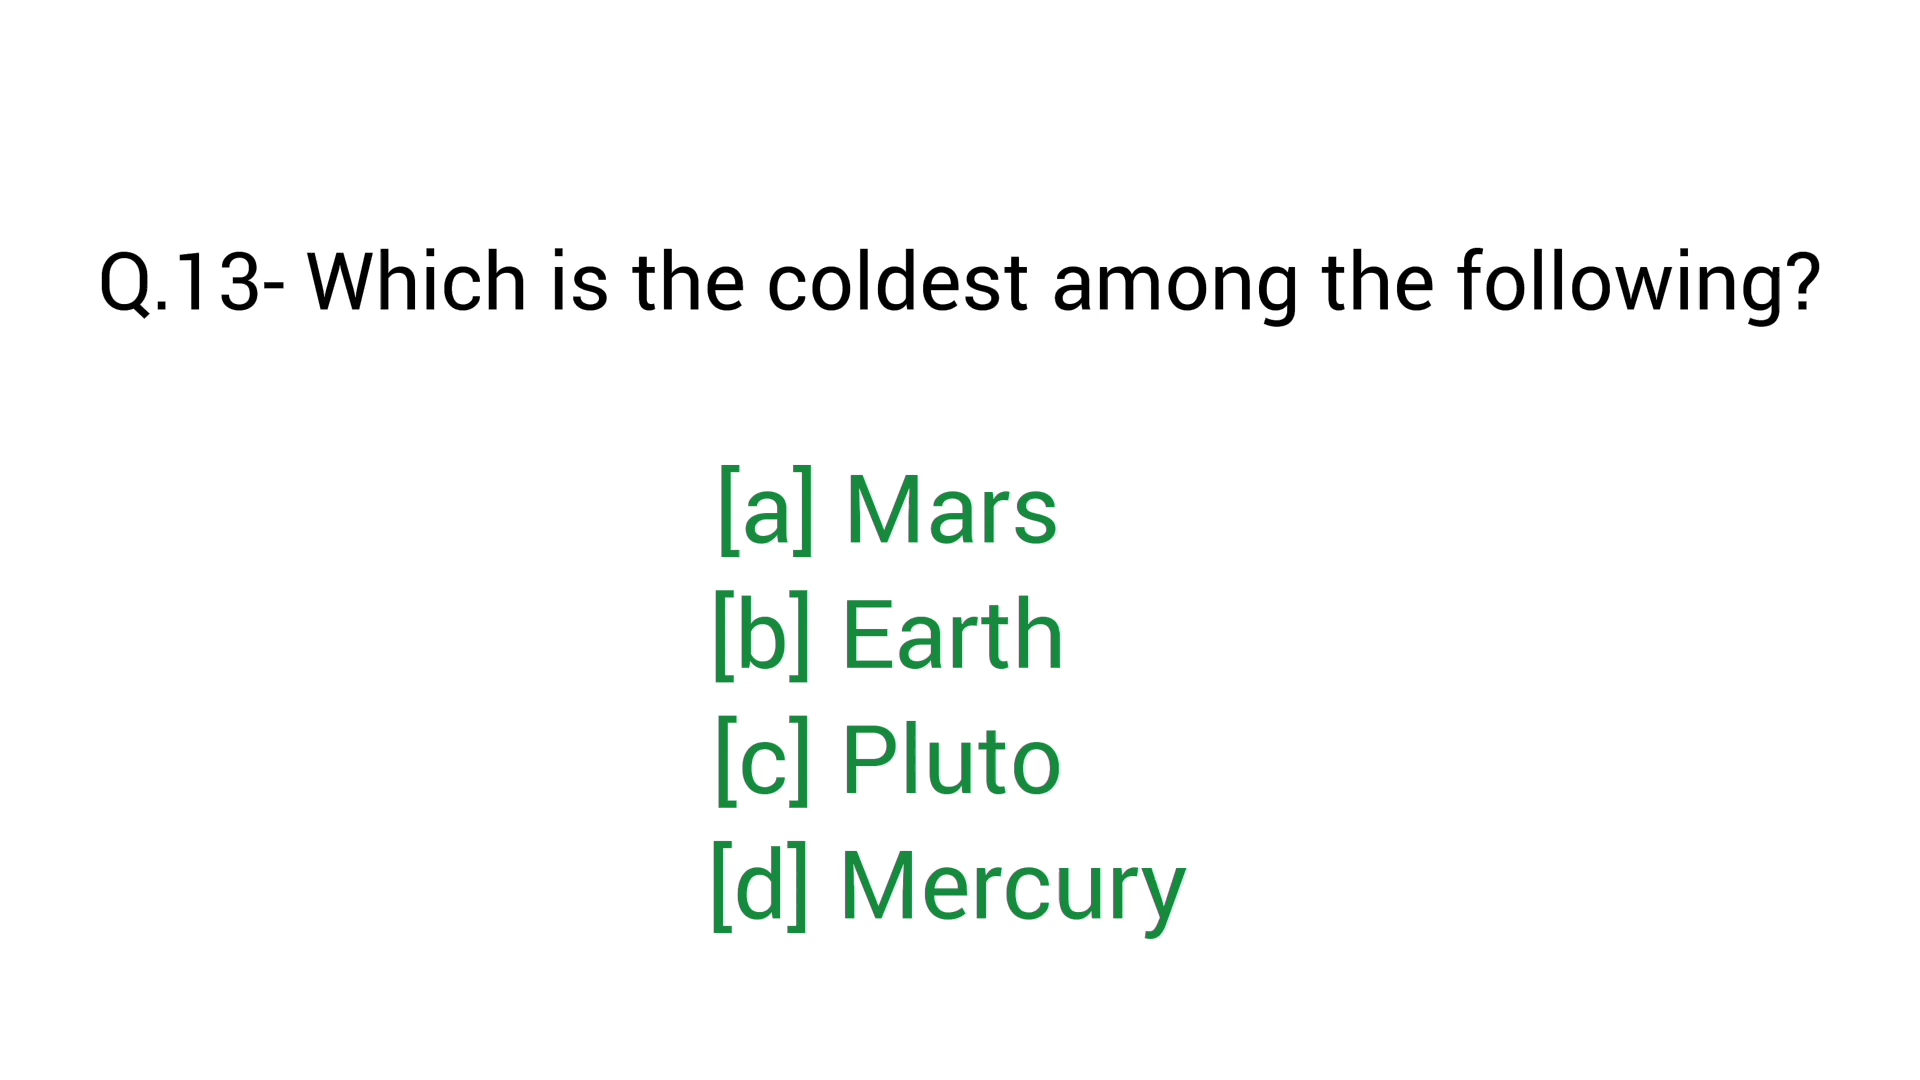 Q.13- Which is the coldest among the following?
[a] Mars
[b] Earth
[c] Pluto
[d] Mercury